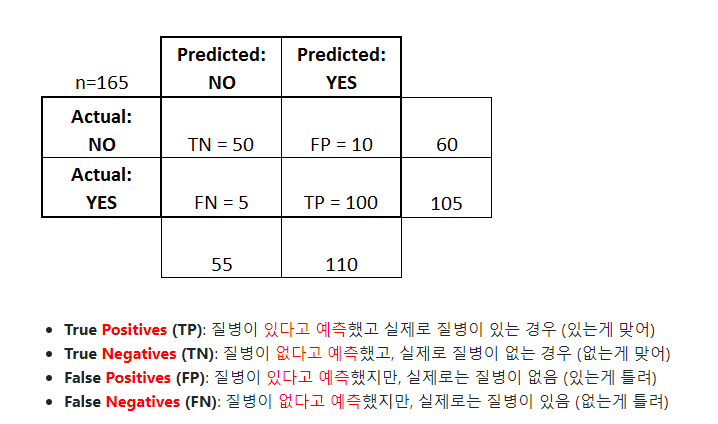 Predicted: Predicted:
n=165 NO YES
Actual:
NO TN = 50 FP = 10 60
Actual:
YES FN = 5 TP = 100 105
55 110
• True Positives (TP): 질병이 있다고 예측했고 실제로 질병이 있는 경우 (있는게 맞어)
• True Negatives (TN): 질병이 없다고 예측했고, 실제로 질병이 없는 경우 (없는게 맞어)
• False Positives (FP): 질병이 있다고 예측했지만, 실제로는 질병이 없음 (있는게 틀려)
• False Negatives (FN): 질병이 없다고 예측했지만, 실제로는 질병이 있음 (없는게 틀려)